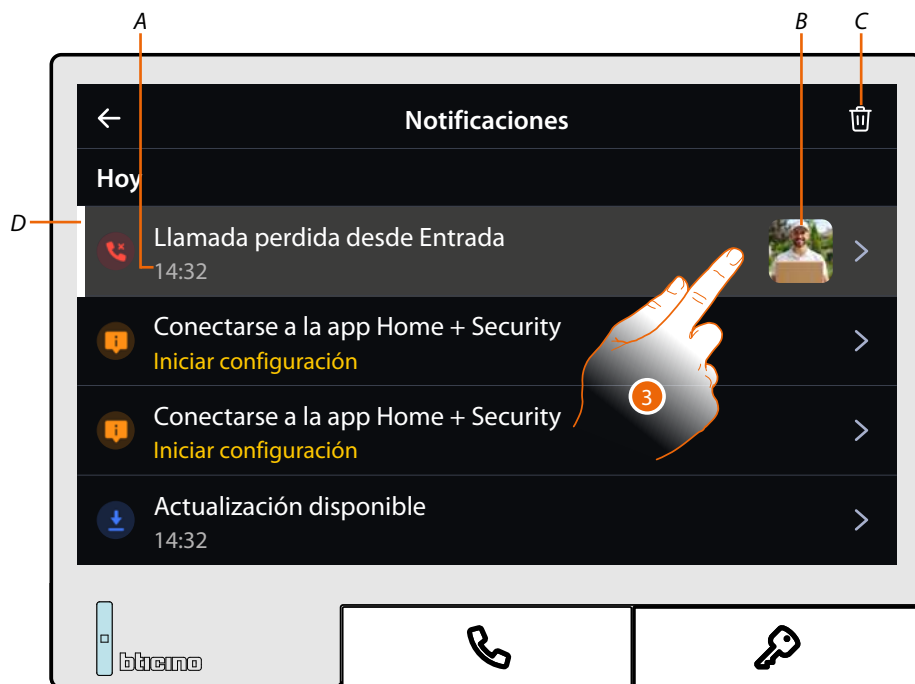 A
B
C
Notificaciones
Hoy
D
Llamada perdida desde Entrada
14:32
Conectarse a la app Home + Security
Iniciar configuración
3
Conectarse a la app Home + Security
Iniciar configuración
Actualización disponible
14:32
bticino